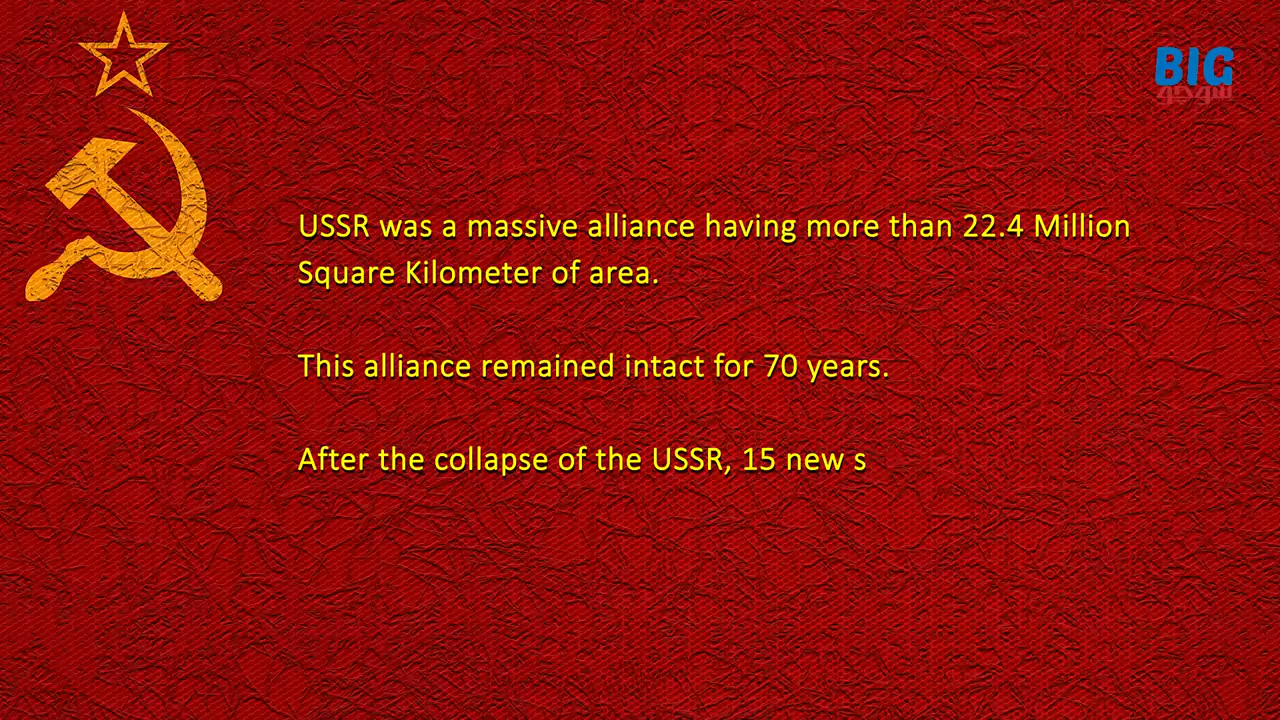 BIG
سوچو
USSR was a massive alliance having more than 22.4 Million
Square Kilometer of area.
This alliance remained intact for 70 years.
After the collapse of the USSR, 15 new s